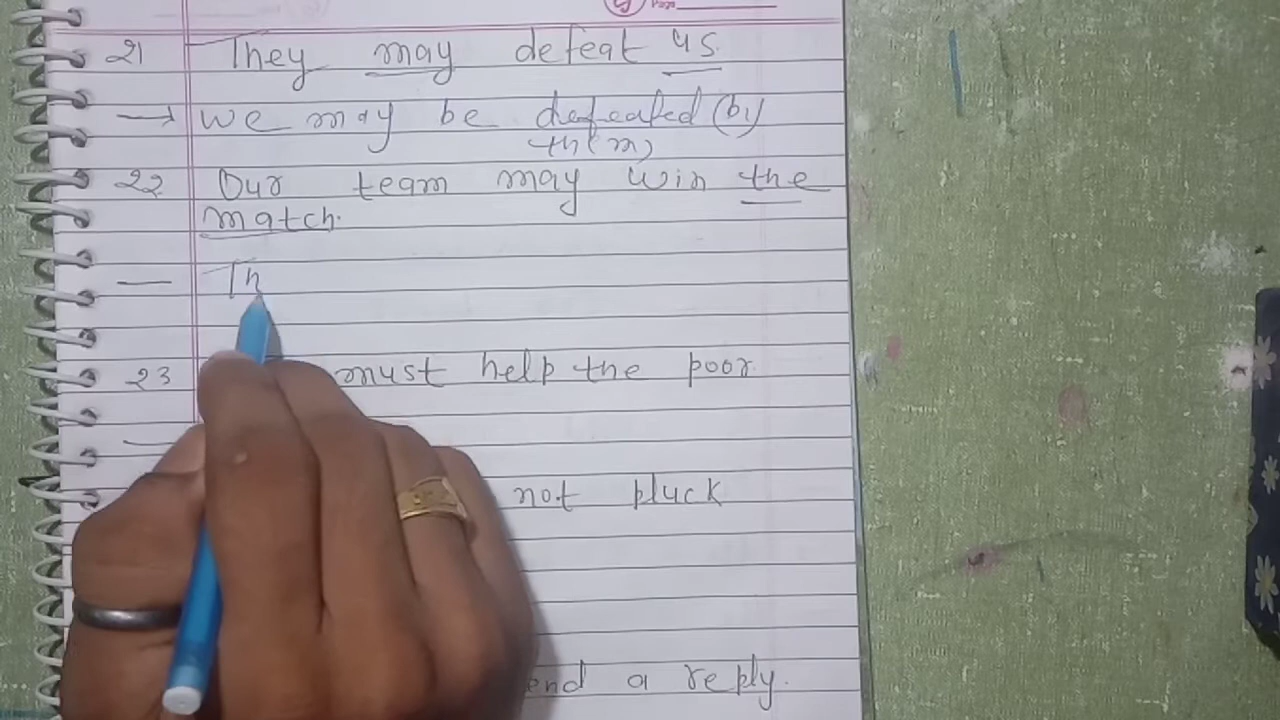 Page
21 They may defeat us
→ we may be defeated (by
them)
22 Our team may win the
match.
— Th
23 must help the poor.
not pluck
end a reply.